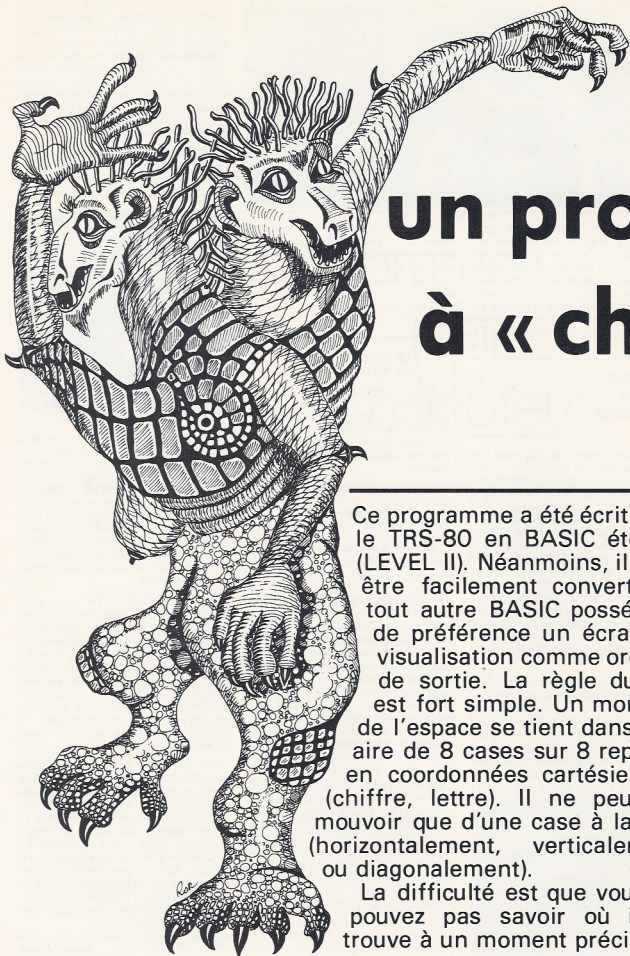 un pro
à « ch
Ce programme a été écrit
le TRS-80 en BASIC éte
(LEVEL II). Néanmoins, il
être facilement convert
tout autre BASIC possé
de préférence un écra
visualisation comme or
de sortie. La règle du
est fort simple. Un mon
de l'espace se tient dans
aire de 8 cases sur 8 rep
en coordonnées cartésie
(chiffre, lettre). Il ne peu
mouvoir que d'une case à la
(horizontalement, verticaler
ou diagonalement).
La difficulté est que vou
pouvez pas savoir où i
trouve à un moment préci